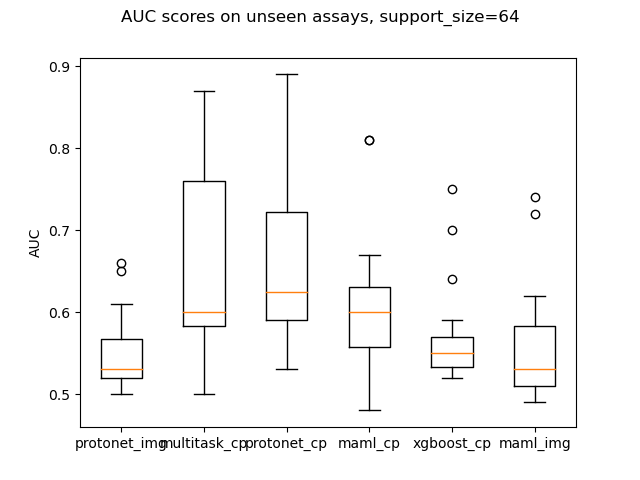 AUC scores on unseen assays, support_size=64
0.9
0.8
0.7
0.6
0.5
AUC
protonet_img multitask_cp protonet_cp maml_cp xgboost_cp maml_img